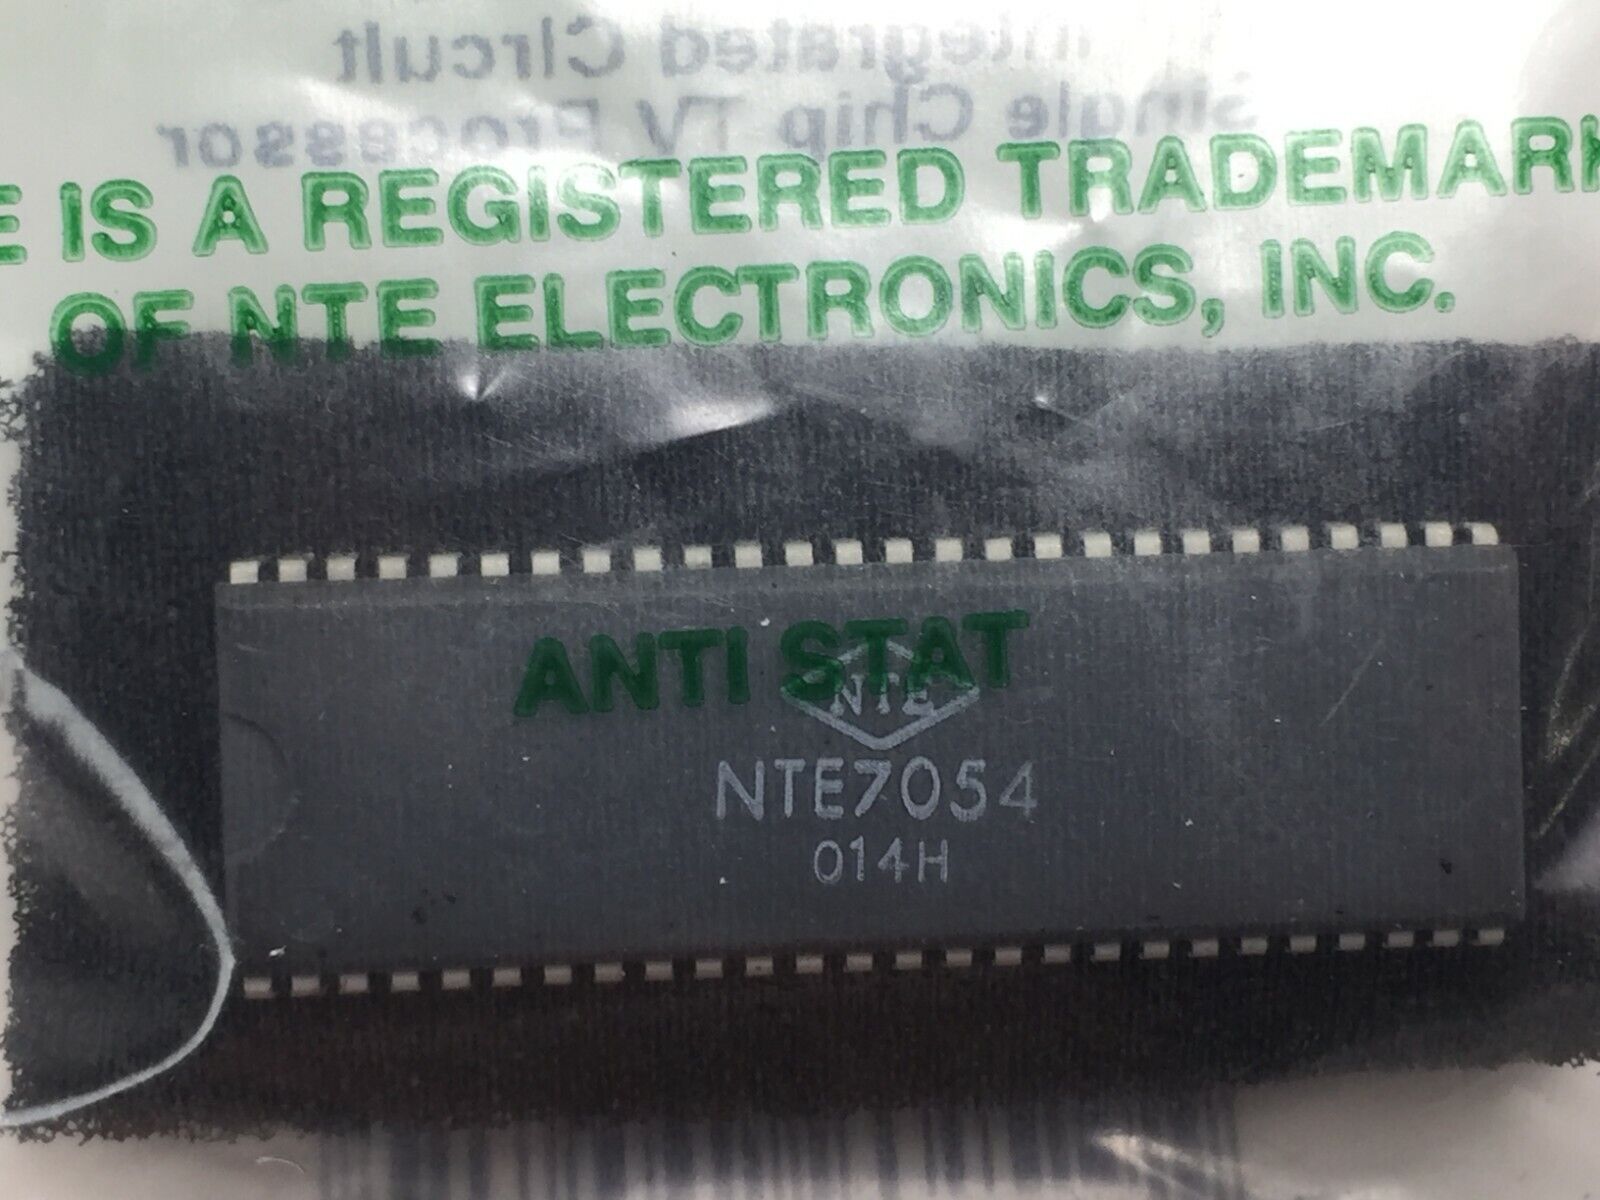 Integrated Circuit
Single Chip TV Processor
E IS A REGISTERED TRADEMARK
OF NTE ELECTRONICS, INC.
ANTI STAT
NTE
NTE7054
014H